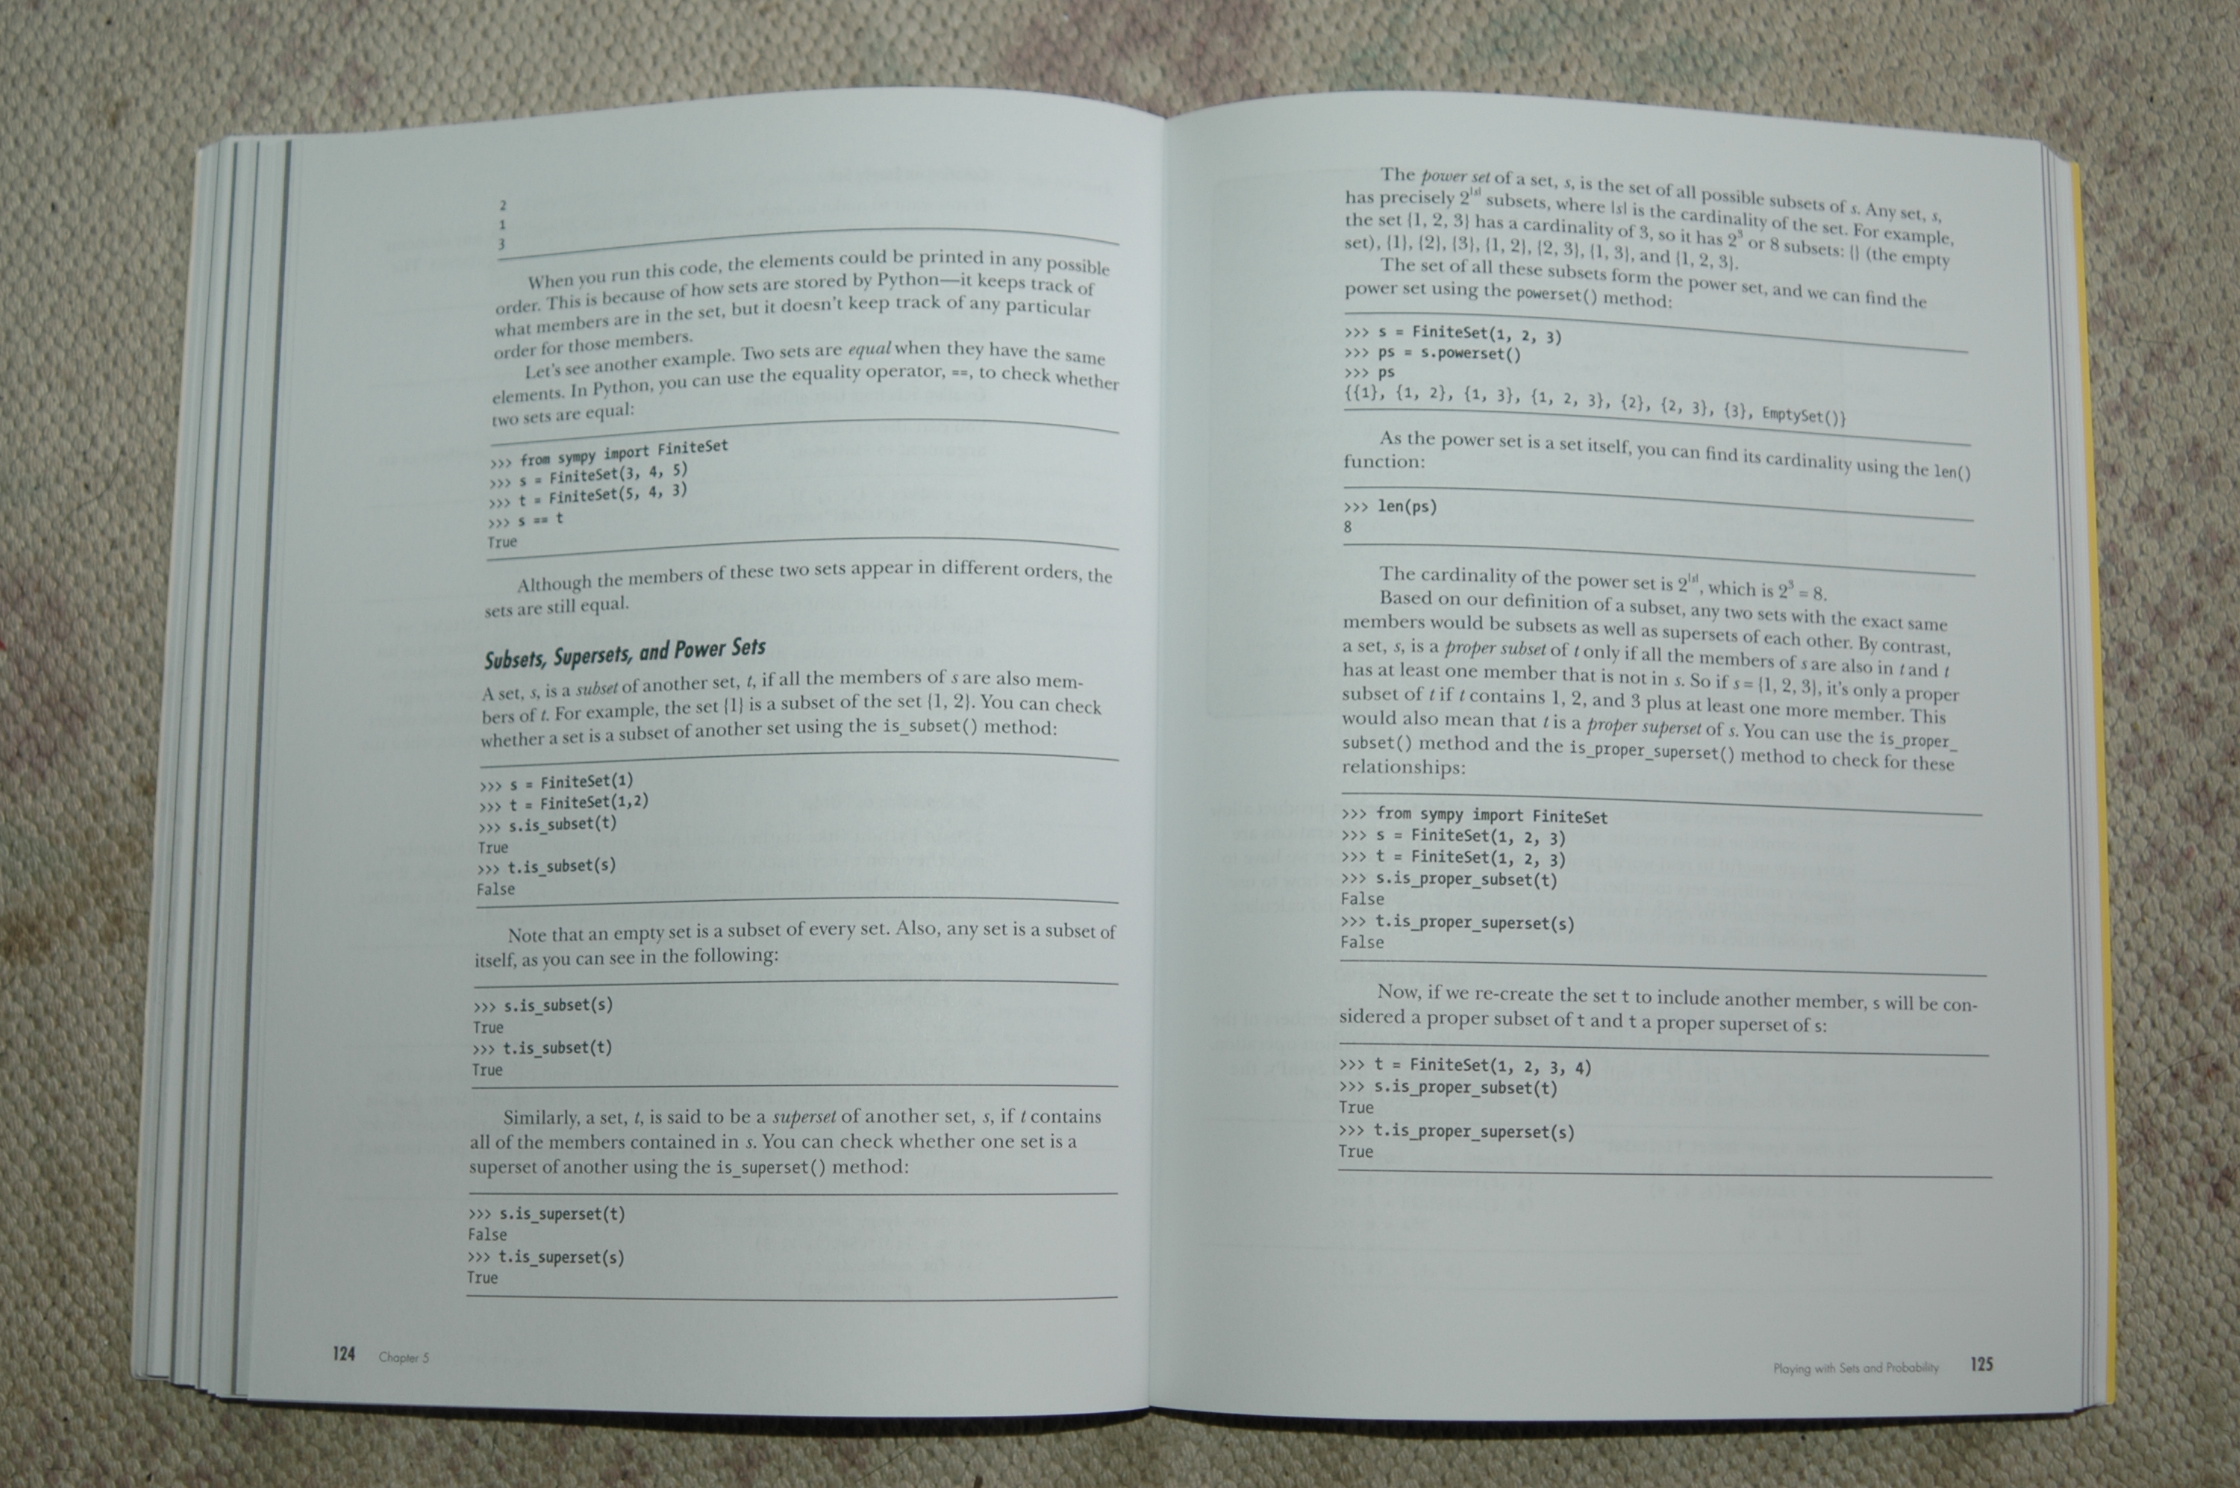 2
1
3
When you run this code, the elements could be printed in any possible
order. This is because of how sets are stored by Python—it keeps track of
what members are in the set, but it doesn't keep track of any particular
order for those members.
Let's see another example. Two sets are equal when they have the same
elements. In Python, you can use the equality operator, ==, to check whether
two sets are equal:
>>> from sympy import FiniteSet
>>> s = FiniteSet(3, 4, 5)
>>> t = FiniteSet(5, 4, 3)
>>> s == t
True
Although the members of these two sets appear in different orders, the
sets are still equal.
Subsets, Supersets, and Power Sets
A set, s, is a subset of another set, t, if all the members of s are also mem-
bers of t. For example, the set {1} is a subset of the set {1, 2}. You can check
whether a set is a subset of another set using the is_subset() method:
>>> s = FiniteSet(1)
>>> t = FiniteSet(1,2)
>>> s.is_subset(t)
True
>>> t.is_subset(s)
False
Note that an empty set is a subset of every set. Also, any set is a subset of
itself, as you can see in the following:
>>> s.is_subset(s)
True
>>> t.is_subset(t)
True
Similarly, a set, t, is said to be a superset of another set, s, if t contains
all of the members contained in s. You can check whether one set is a
superset of another using the is_superset() method:
>>> s.is_superset(t)
False
>>> t.is_superset(s)
True
124 Chapter 5
The power set of a set, s, is the set of all possible subsets of s. Any set, s,
has precisely 2^|s| subsets, where |s| is the cardinality of the set. For example,
the set {1, 2, 3} has a cardinality of 3, so it has 2³ or 8 subsets: {} (the empty
set), {1}, {2}, {3}, {1, 2}, {2, 3}, {1, 3}, and {1, 2, 3}.
The set of all these subsets form the power set, and we can find the
power set using the powerset() method:
>>> s = FiniteSet(1, 2, 3)
>>> ps = s.powerset()
>>> ps
{{1}, {1, 2}, {1, 3}, {1, 2, 3}, {2}, {2, 3}, {3}, EmptySet()}
As the power set is a set itself, you can find its cardinality using the len()
function:
>>> len(ps)
8
The cardinality of the power set is 2^|s|, which is 2³ = 8.
Based on our definition of a subset, any two sets with the exact same
members would be subsets as well as supersets of each other. By contrast,
a set, s, is a proper subset of t only if all the members of s are also in t and t
has at least one member that is not in s. So if s = {1, 2, 3}, it's only a proper
subset of t if t contains 1, 2, and 3 plus at least one more member. This
would also mean that t is a proper superset of s. You can use the is_proper_
subset() method and the is_proper_superset() method to check for these
relationships:
>>> from sympy import FiniteSet
>>> s = FiniteSet(1, 2, 3)
>>> t = FiniteSet(1, 2, 3)
>>> s.is_proper_subset(t)
False
>>> t.is_proper_superset(s)
False
Now, if we re-create the set t to include another member, s will be con-
sidered a proper subset of t and t a proper superset of s:
>>> t = FiniteSet(1, 2, 3, 4)
>>> s.is_proper_subset(t)
True
>>> t.is_proper_superset(s)
True
Playing with Sets and Probability 125